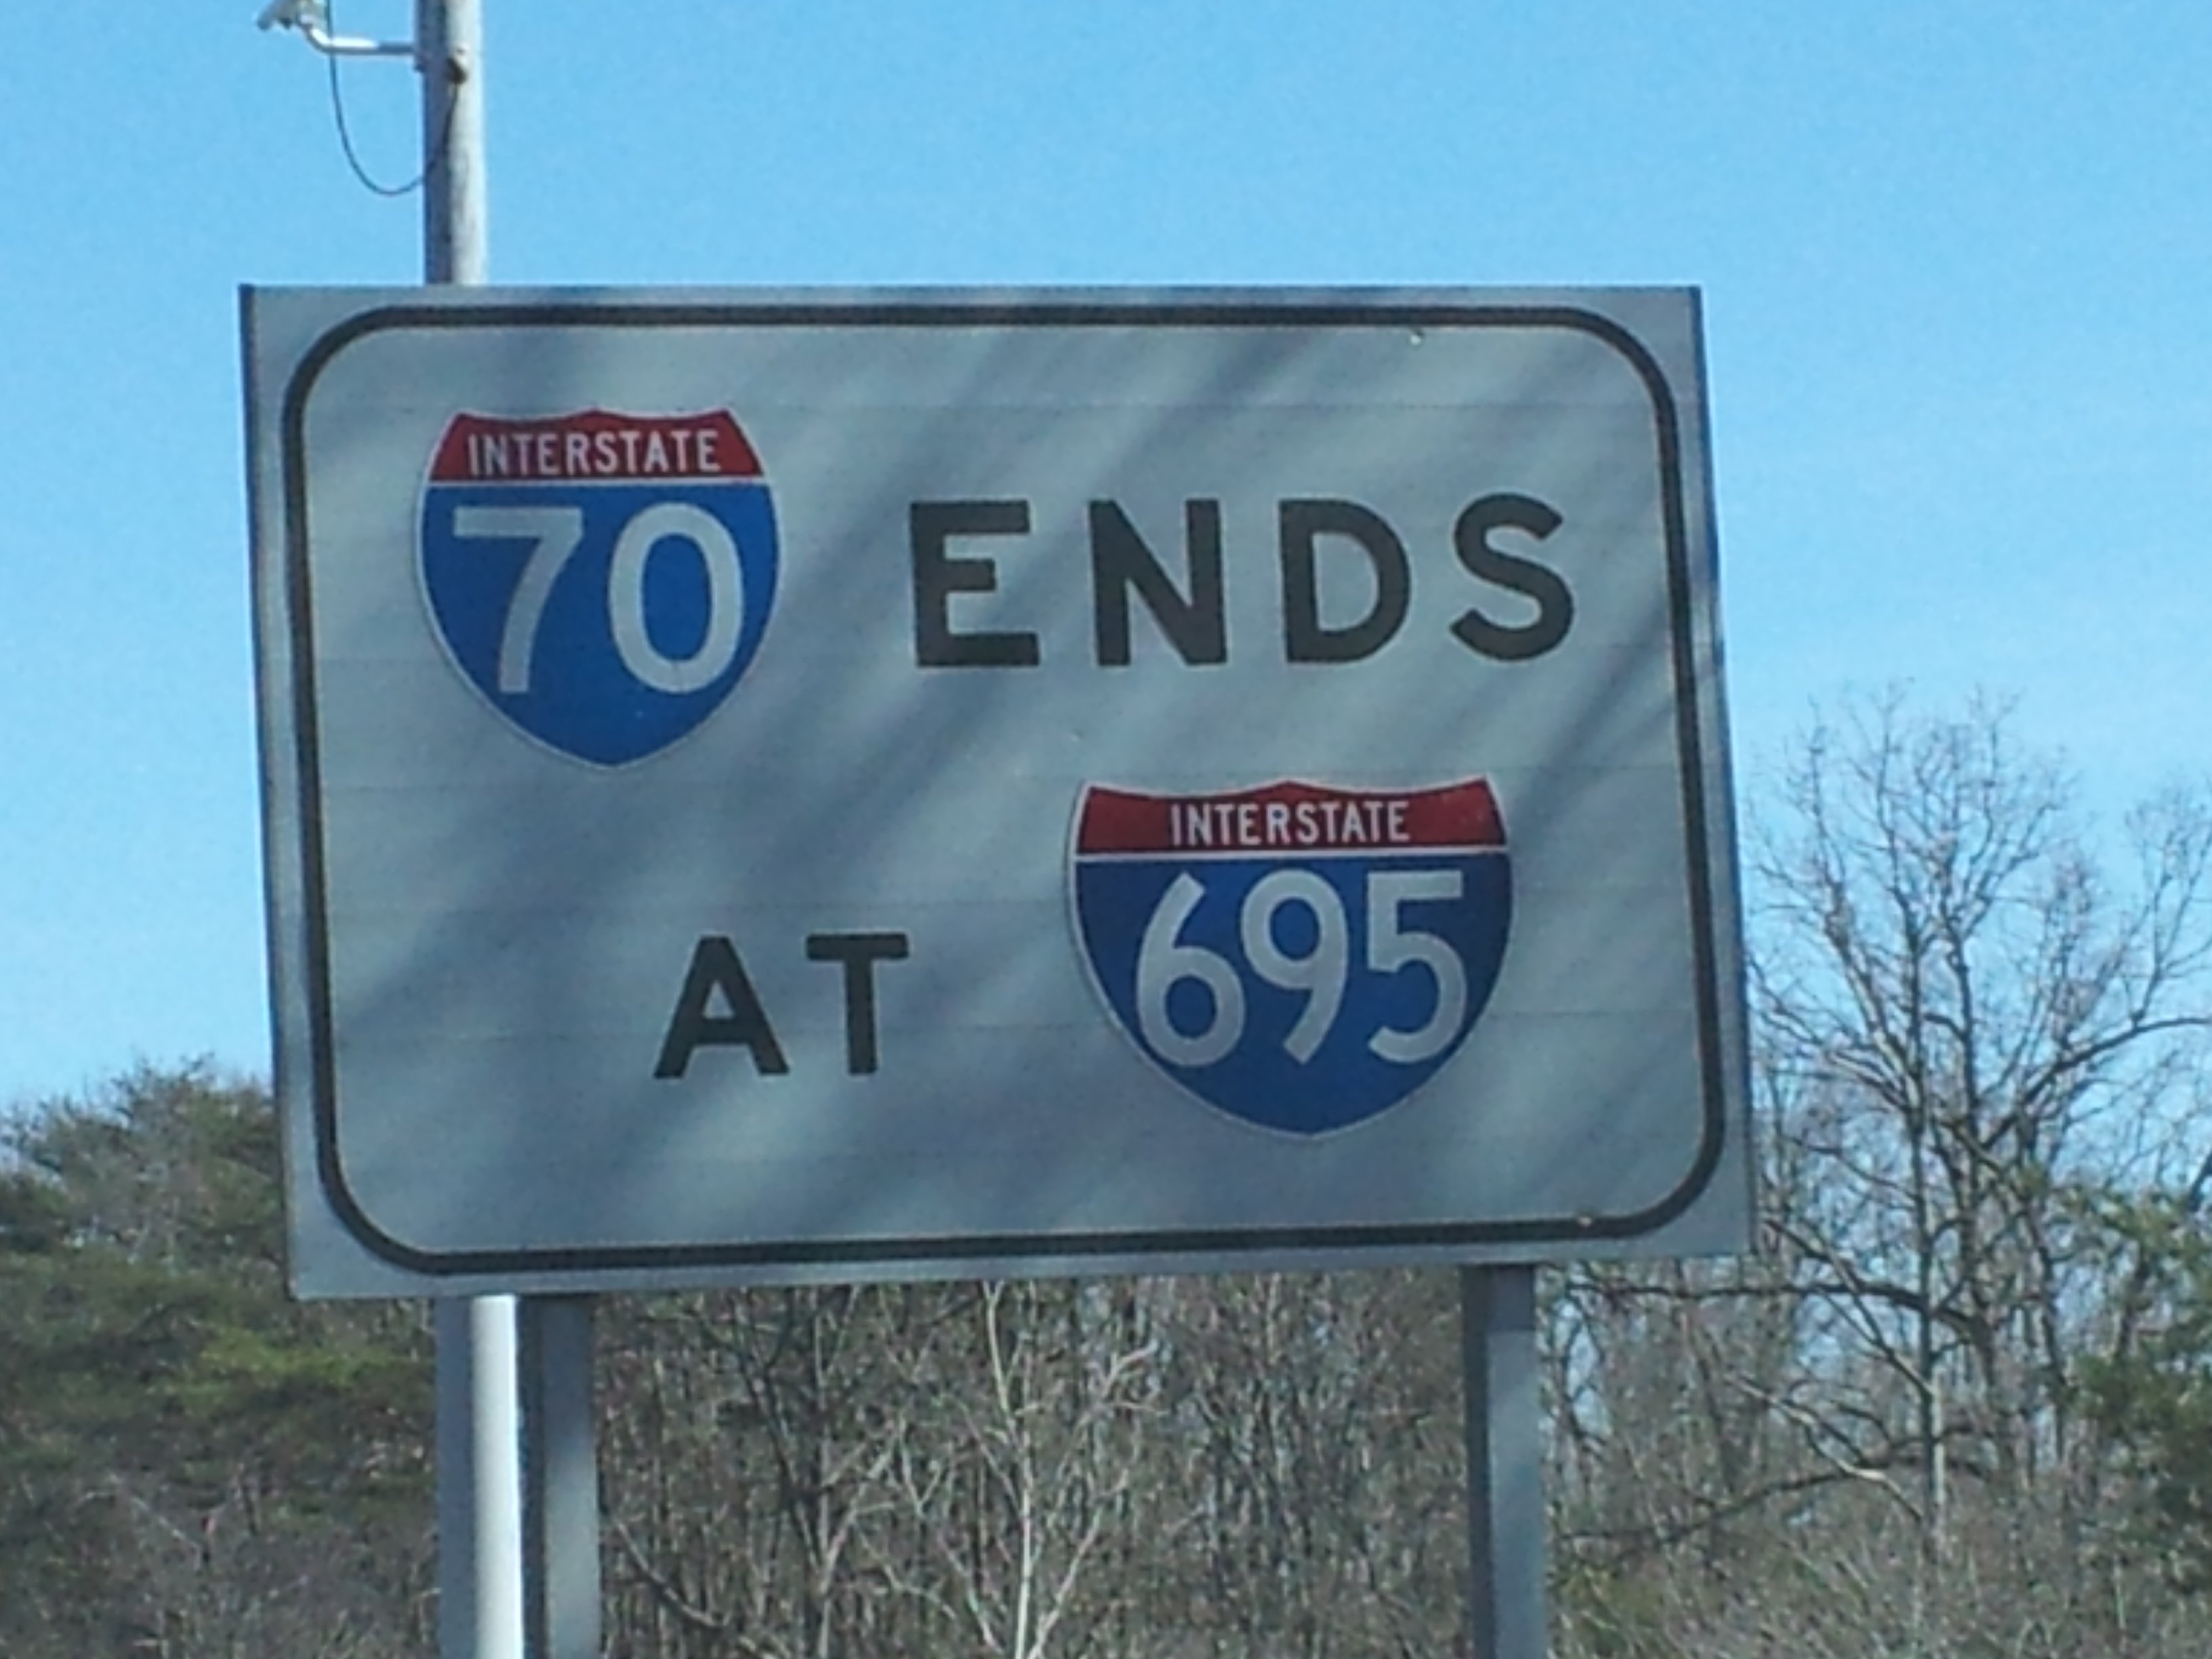 INTERSTATE
70 ENDS
INTERSTATE
AT 695